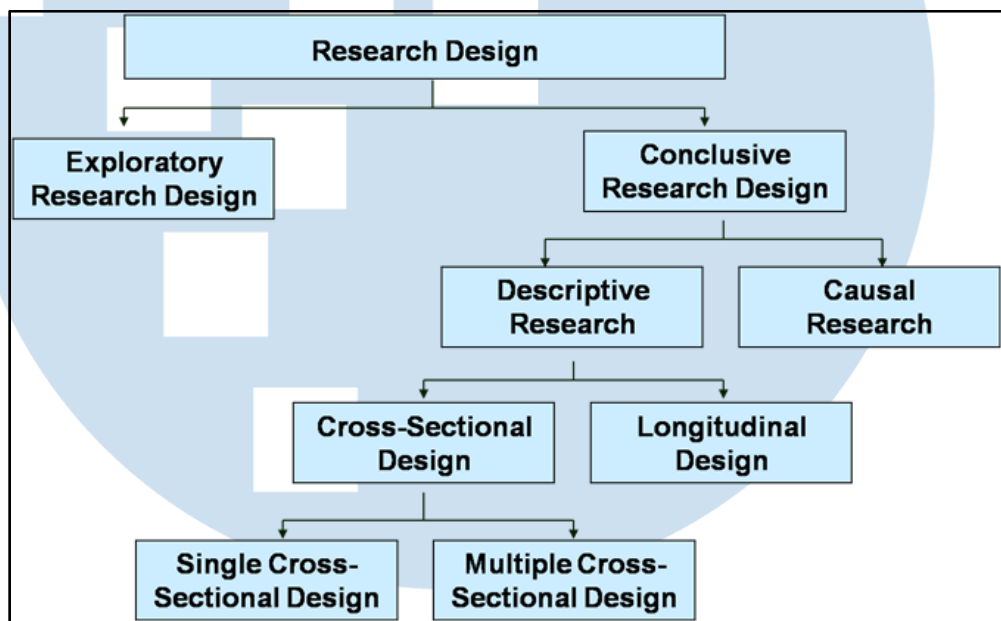 Research Design
Exploratory
Research Design
Conclusive
Research Design
Descriptive
Research
Causal
Research
Cross-Sectional
Design
Longitudinal
Design
Single Cross-
Sectional Design
Multiple Cross-
Sectional Design